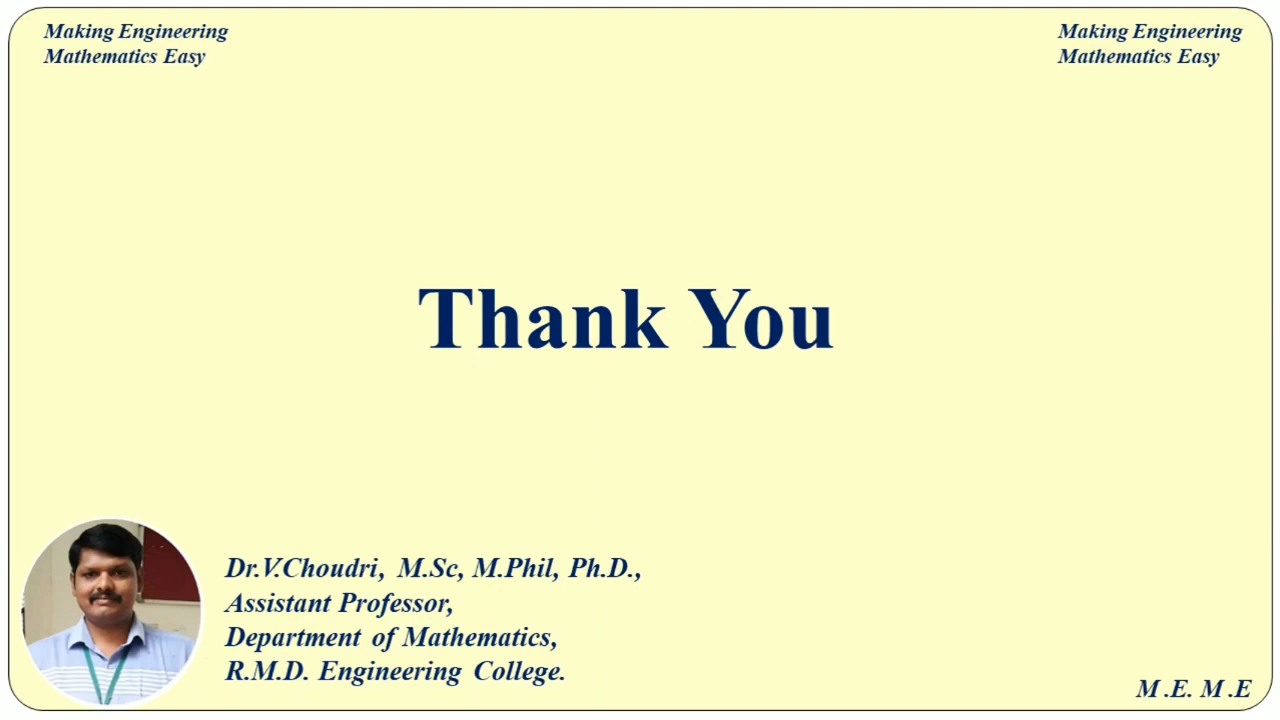 Making Engineering
Mathematics Easy
Making Engineering
Mathematics Easy
Thank You
Dr.V.Choudri, M.Sc, M.Phil, Ph.D.,
Assistant Professor,
Department of Mathematics,
R.M.D. Engineering College.
M .E. M .E